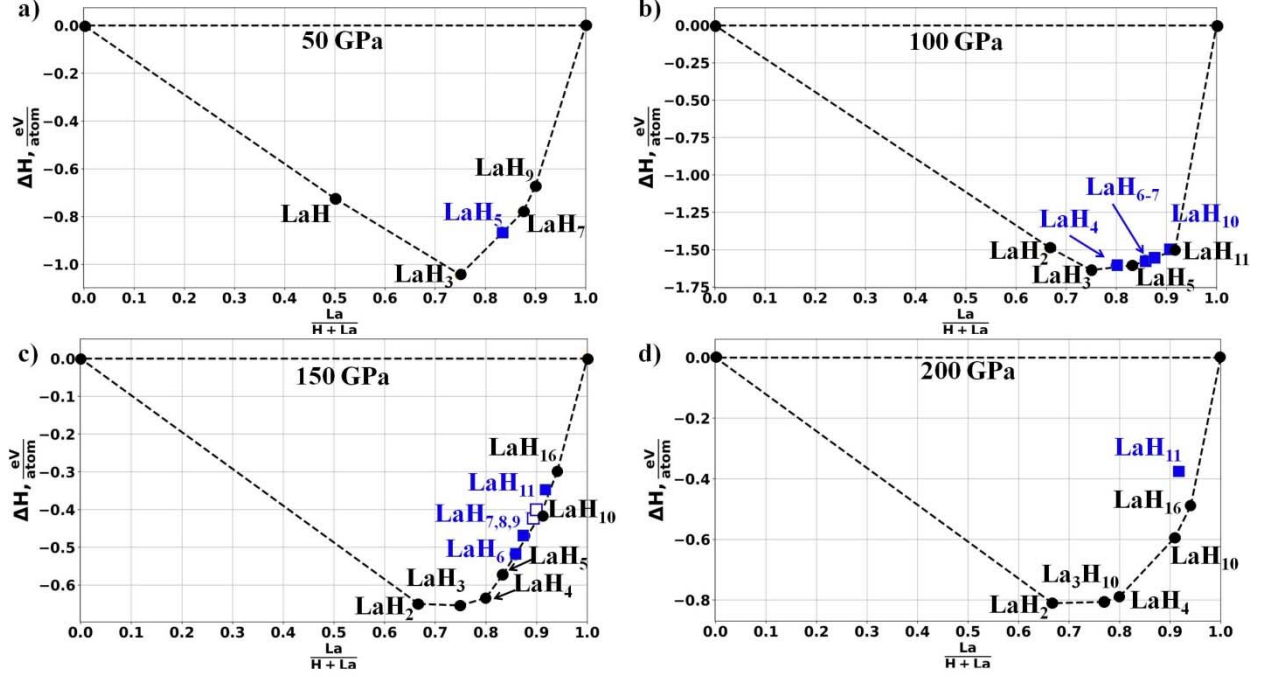 a)
50 GPa
0.0
−0.2
−0.4
−0.6
−0.8
−1.0
ΔH, eV/atom
LaH
LaH₃
LaH₅
LaH₇
LaH₉
0.0 0.1 0.2 0.3 0.4 0.5 0.6 0.7 0.8 0.9 1.0
La
H + La
b)
100 GPa
0.00
−0.25
−0.50
−0.75
−1.00
−1.25
−1.50
−1.75
ΔH, eV/atom
LaH₂
LaH₃
LaH₄
LaH₅
LaH₆₋₇
LaH₁₀
LaH₁₁
0.0 0.1 0.2 0.3 0.4 0.5 0.6 0.7 0.8 0.9 1.0
La
H + La
c)
150 GPa
0.0
−0.1
−0.2
−0.3
−0.4
−0.5
−0.6
ΔH, eV/atom
LaH₁₆
LaH₁₁
LaH₁₀
LaH₇,₈,₉
LaH₆
LaH₅
LaH₃
LaH₄
LaH₂
0.0 0.1 0.2 0.3 0.4 0.5 0.6 0.7 0.8 0.9 1.0
La
H + La
d)
200 GPa
0.0
−0.2
−0.4
−0.6
−0.8
ΔH, eV/atom
LaH₁₁
LaH₁₆
LaH₁₀
La₃H₁₀
LaH₂
LaH₄
0.0 0.1 0.2 0.3 0.4 0.5 0.6 0.7 0.8 0.9 1.0
La
H + La